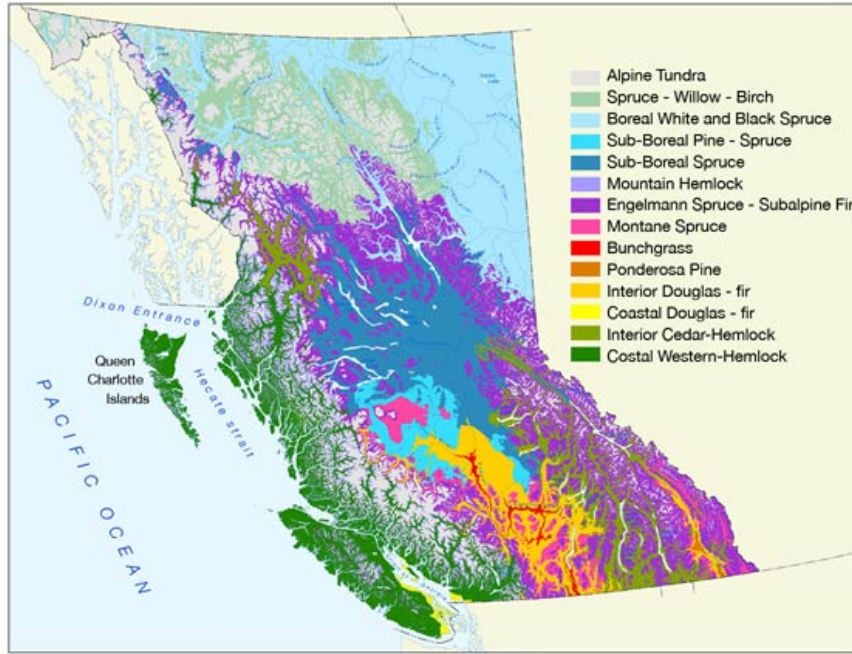 Alpine Tundra
Spruce - Willow - Birch
Boreal White and Black Spruce
Sub-Boreal Pine - Spruce
Sub-Boreal Spruce
Mountain Hemlock
Engelmann Spruce - Subalpine Fir
Montane Spruce
Bunchgrass
Ponderosa Pine
Interior Douglas - fir
Coastal Douglas - fir
Interior Cedar-Hemlock
Costal Western-Hemlock
Dixon Entrance
Queen
Charlotte
Islands
Hecate strait
PACIFIC OCEAN